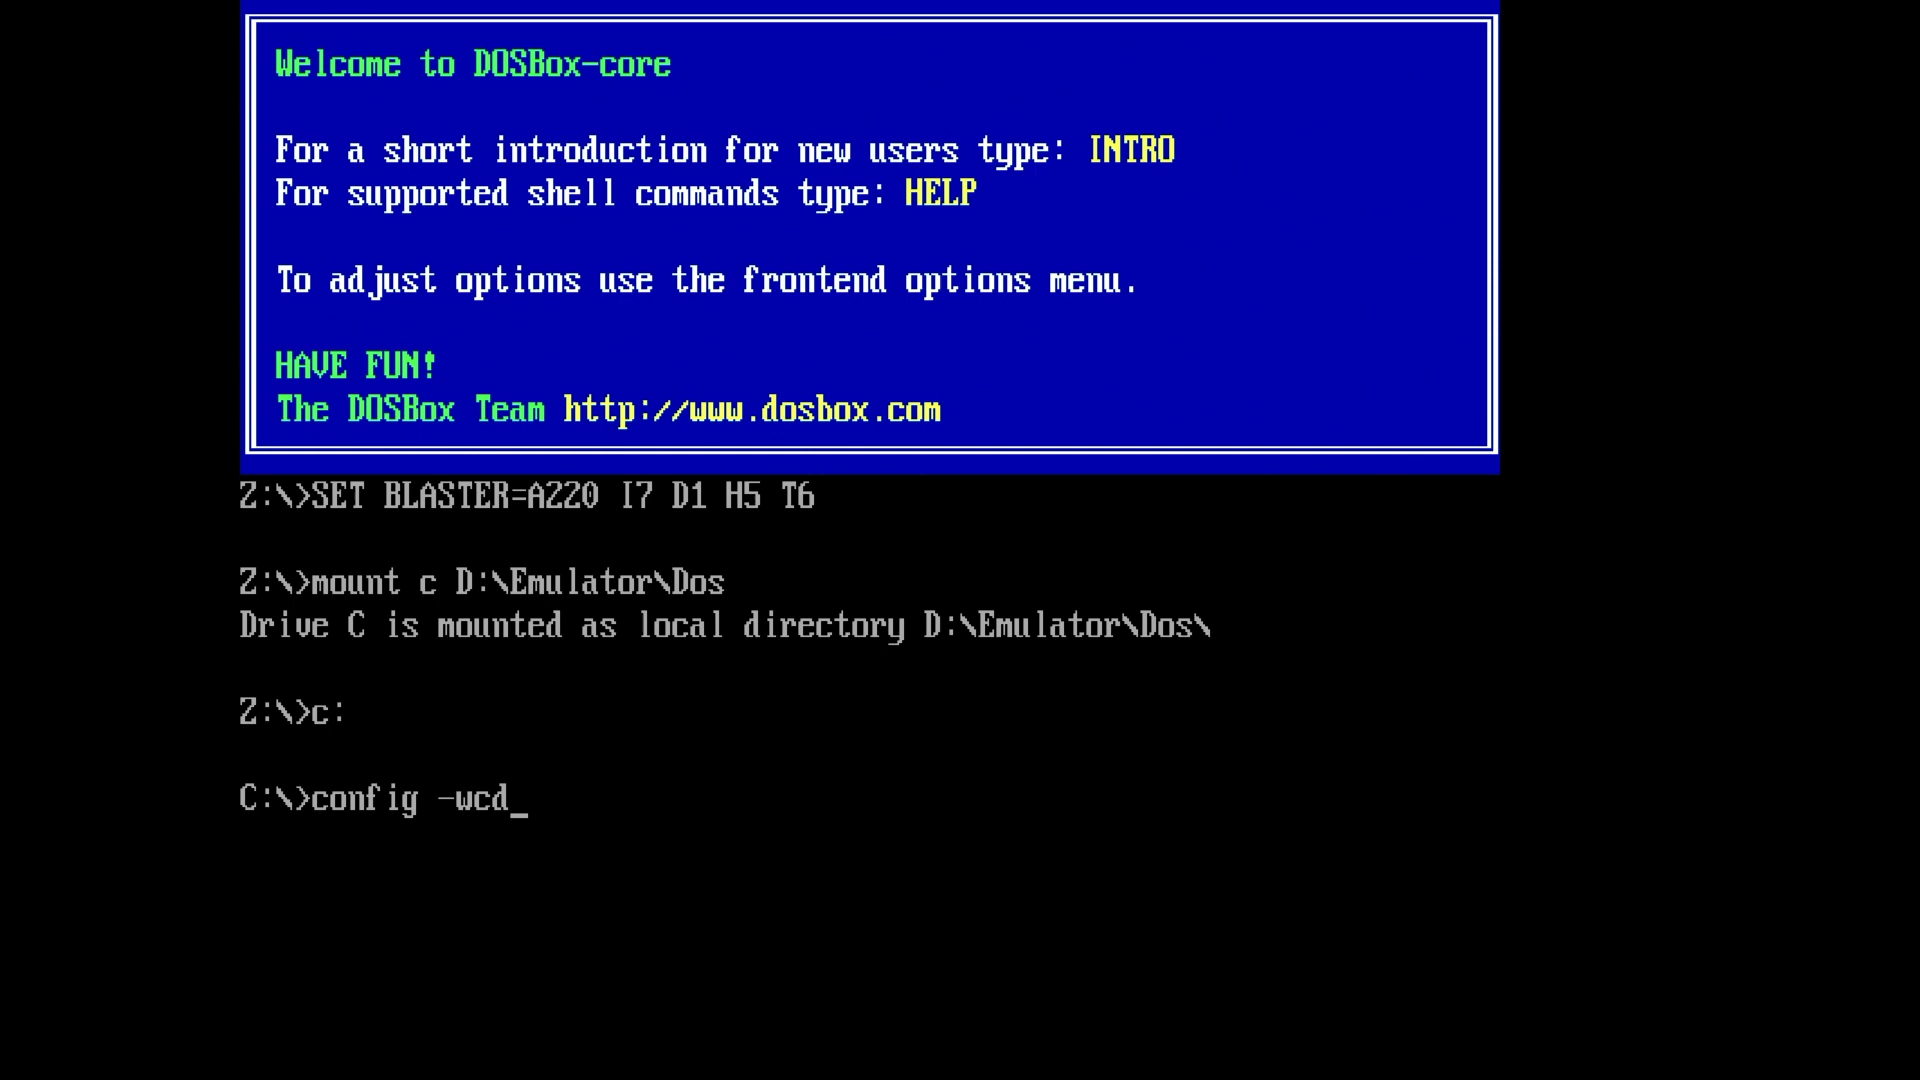 Welcome to DOSBox-core
For a short introduction for new users type: INTRO
For supported shell commands type: HELP
To adjust options use the frontend options menu.
HAVE FUN!
The DOSBox Team http://www.dosbox.com
Z:\>SET BLASTER=A220 I7 D1 H5 T6
Z:\>mount c D:\Emulator\Dos
Drive C is mounted as local directory D:\Emulator\Dos\
Z:\>c:
C:\>config -wcd_